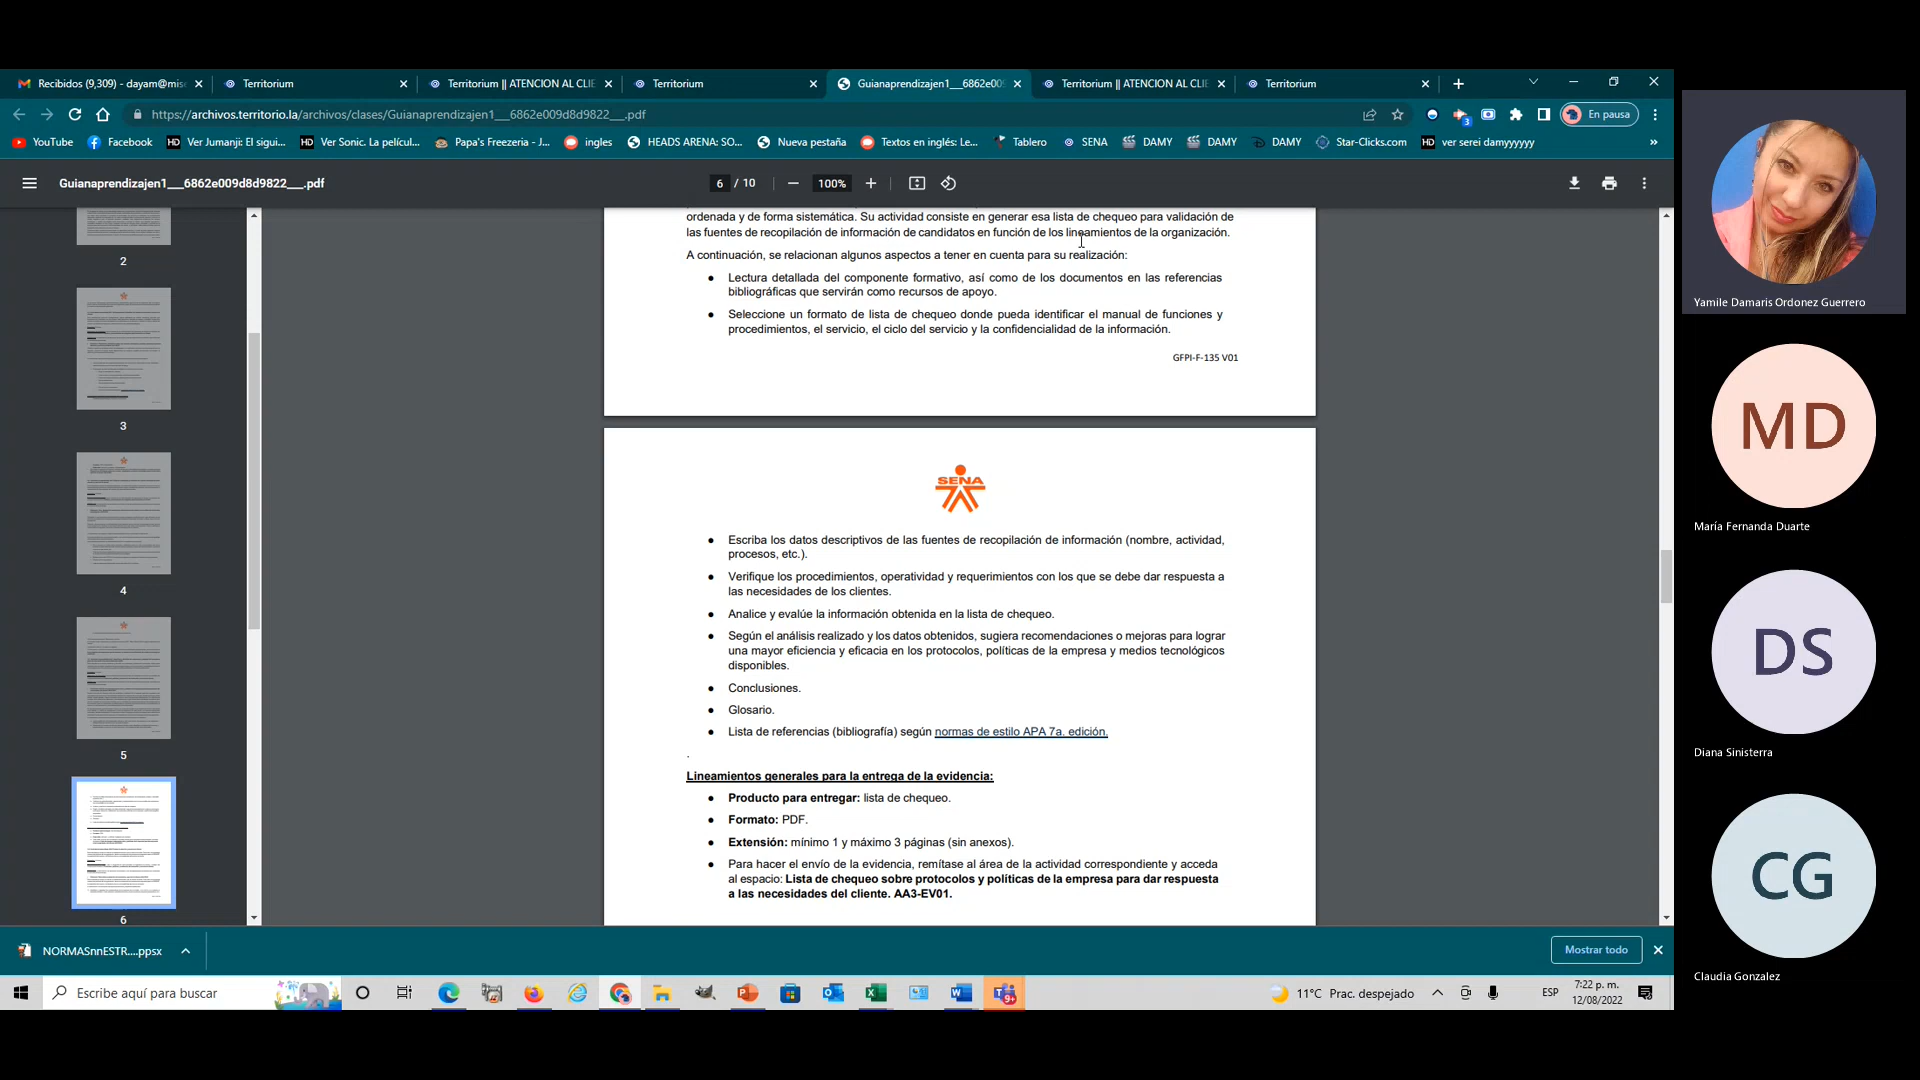 Recibidos (9,309) - dayam@mise
Territorium
Territorium || ATENCION AL CLIE
Territorium
Guianaprendizajen1___6862e009
Territorium || ATENCION AL CLIE
Territorium
https://archivos.territorio.la/archivos/clases/Guianaprendizajen1___6862e009d8d9822___.pdf
3
En pausa
YouTube
Facebook
HD Ver Jumanji: El sigui...
HD Ver Sonic. La películ...
Papa's Freezeria - J...
ingles
HEADS ARENA: SO...
Nueva pestaña
Textos en inglés: Le...
Tablero
SENA
DAMY
DAMY
DAMY
Star-Clicks.com
HD ver serei damyyyyyy
»
Guianaprendizajen1___6862e009d8d9822___.pdf
6 / 10
100%
2
3
4
5
6
ordenada y de forma sistemática. Su actividad consiste en generar esa lista de chequeo para validación de
las fuentes de recopilación de información de candidatos en función de los lineamientos de la organización.
A continuación, se relacionan algunos aspectos a tener en cuenta para su realización:
● Lectura detallada del componente formativo, así como de los documentos en las referencias
bibliográficas que servirán como recursos de apoyo.
● Seleccione un formato de lista de chequeo donde pueda identificar el manual de funciones y
procedimientos, el servicio, el ciclo del servicio y la confidencialidad de la información.
GFPI-F-135 V01
SENA
● Escriba los datos descriptivos de las fuentes de recopilación de información (nombre, actividad,
procesos, etc.).
● Verifique los procedimientos, operatividad y requerimientos con los que se debe dar respuesta a
las necesidades de los clientes.
● Analice y evalúe la información obtenida en la lista de chequeo.
● Según el análisis realizado y los datos obtenidos, sugiera recomendaciones o mejoras para lograr
una mayor eficiencia y eficacia en los protocolos, políticas de la empresa y medios tecnológicos
disponibles.
● Conclusiones.
● Glosario.
● Lista de referencias (bibliografía) según normas de estilo APA 7a. edición.
.
Lineamientos generales para la entrega de la evidencia:
● Producto para entregar: lista de chequeo.
● Formato: PDF.
● Extensión: mínimo 1 y máximo 3 páginas (sin anexos).
● Para hacer el envío de la evidencia, remítase al área de la actividad correspondiente y acceda
al espacio: Lista de chequeo sobre protocolos y políticas de la empresa para dar respuesta
a las necesidades del cliente. AA3-EV01.
NORMASnnESTR....ppsx
Mostrar todo
Escribe aquí para buscar
9+
11°C Prac. despejado
ESP
7:22 p. m.
12/08/2022
Yamile Damaris Ordonez Guerrero
MD
María Fernanda Duarte
DS
Diana Sinisterra
CG
Claudia Gonzalez